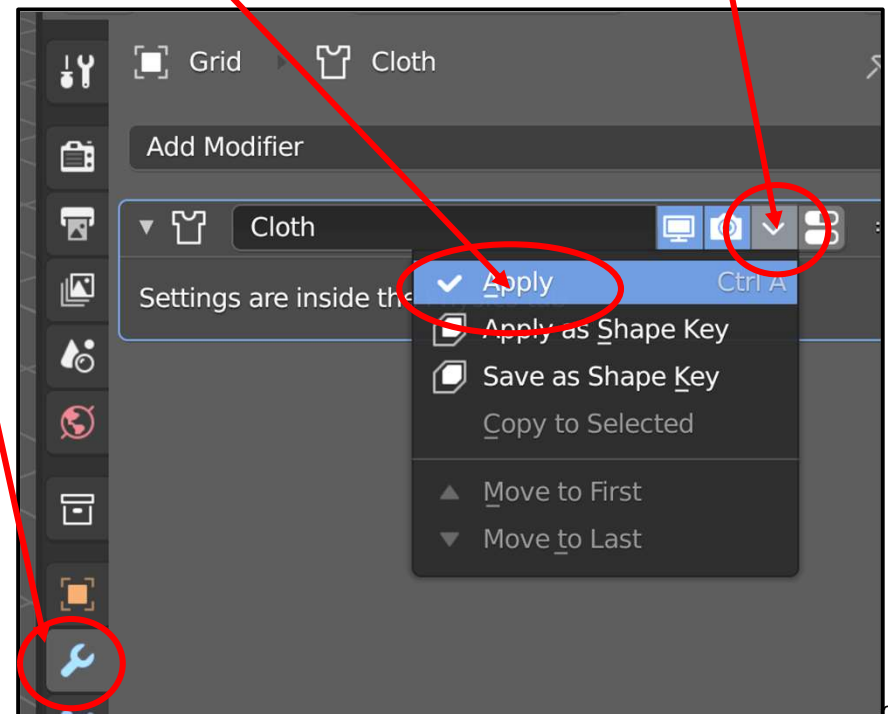 Grid Cloth
Add Modifier
Cloth
Settings are inside the
Apply Ctrl A
Apply as Shape Key
Save as Shape Key
Copy to Selected
Move to First
Move to Last